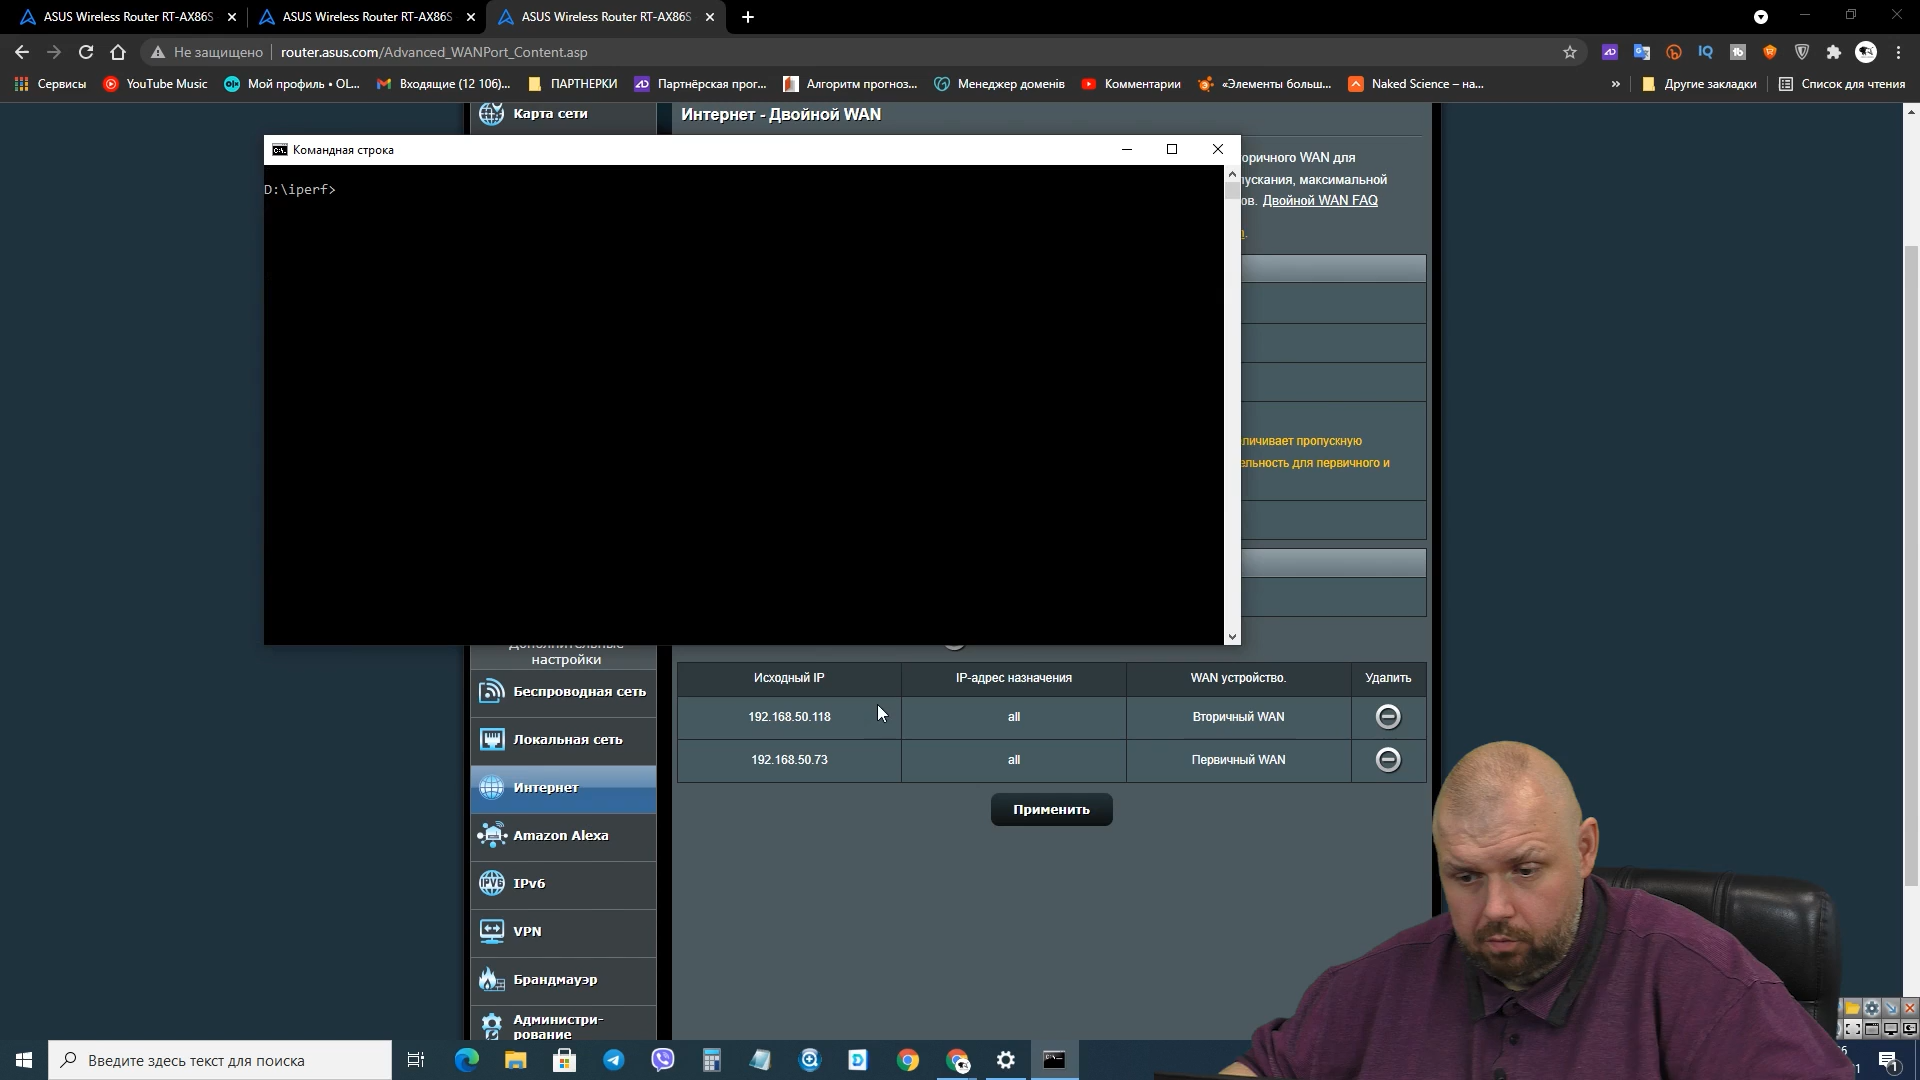 ASUS Wireless Router RT-AX86S
ASUS Wireless Router RT-AX86S
ASUS Wireless Router RT-AX86S
Не защищено
router.asus.com/Advanced_WANPort_Content.asp
Сервисы
YouTube Music
Мой профиль • OL...
Входящие (12 106)...
ПАРТНЕРКИ
Партнёрская прог...
Алгоритм прогноз...
Менеджер доменів
Комментарии
«Элементы больш...
Naked Science – на...
»
Другие закладки
Список для чтения
Карта сети
Интернет - Двойной WAN
Командная строка
D:\iperf>
оричного WAN для
пускания, максимальной
ов. Двойной WAN FAQ
личивает пропускную
ельность для первичного и
настройки
Беспроводная сеть
Локальная сеть
Интернет
Amazon Alexa
IPv6
VPN
Брандмауэр
Администри-
рование
Исходный IP
IP-адрес назначения
WAN устройство.
Удалить
192.168.50.118
all
Вторичный WAN
192.168.50.73
all
Первичный WAN
Применить
Введите здесь текст для поиска